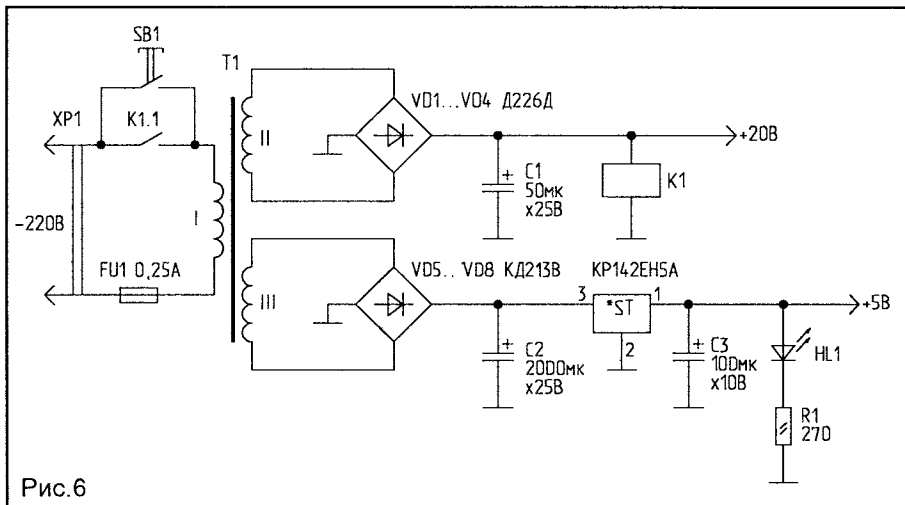 SB1
T1
XP1
K1.1
VD1...VD4 Д226Д
+20В
II
+
C1
50мк
x25В
K1
~220В
I
FU1 0,25А
III
VD5.. VD8 КД213В
КР142ЕН5А
3
*ST
1
2
+5В
+
C2
2000мк
x25В
+
C3
100мк
x10В
HL1
R1
270
Рис.6